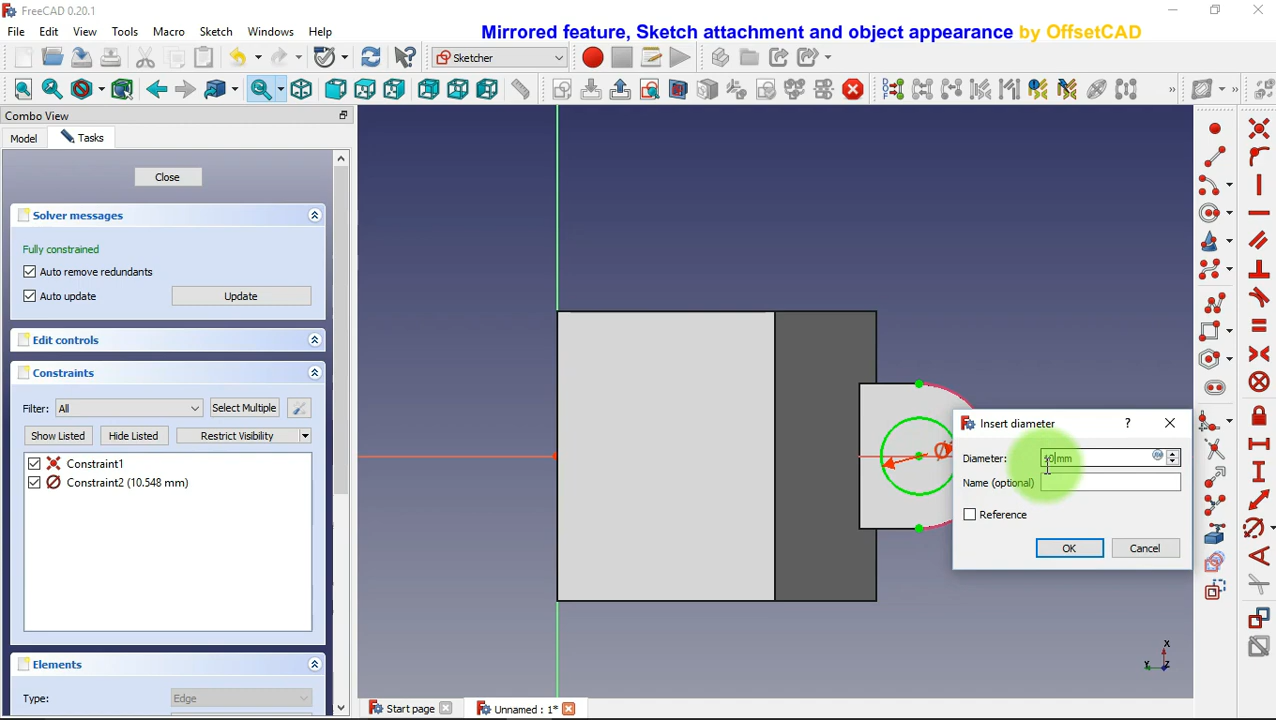 FreeCAD 0.20.1
File Edit View Tools Macro Sketch Windows Help
Mirrored feature, Sketch attachment and object appearance by OffsetCAD
Sketcher
Combo View
Model Tasks
Close
Solver messages
Fully constrained
Auto remove redundants
Auto update Update
Edit controls
Constraints
Filter: All Select Multiple
Show Listed Hide Listed Restrict Visibility
Constraint1
Constraint2 (10.548 mm)
Elements
Type: Edge
Insert diameter ?
Diameter: mm
Name (optional)
Reference
OK Cancel
X
Y Z
Start page Unnamed : 1*